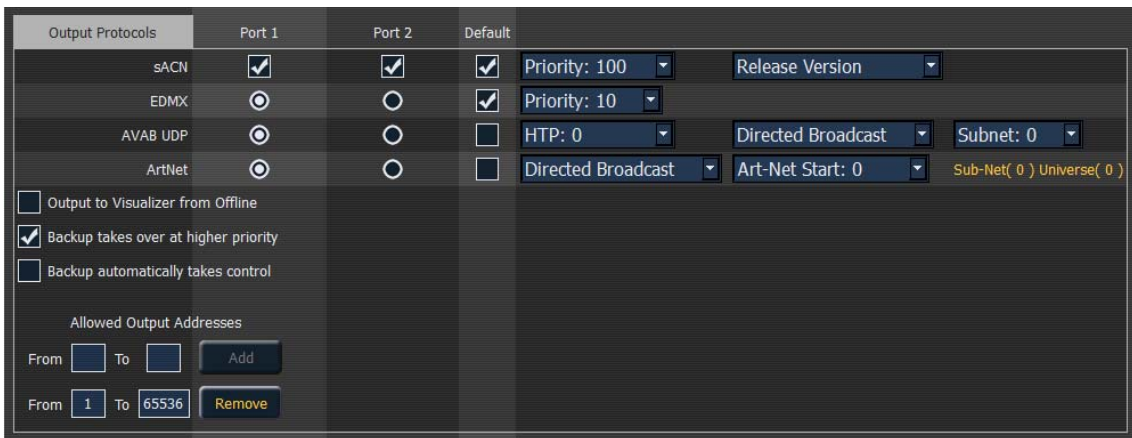 Output Protocols Port 1 Port 2 Default
sACN Priority: 100 Release Version
EDMX Priority: 10
AVAB UDP HTP: 0 Directed Broadcast Subnet: 0
ArtNet Directed Broadcast Art-Net Start: 0 Sub-Net( 0 ) Universe( 0 )
Output to Visualizer from Offline
Backup takes over at higher priority
Backup automatically takes control
Allowed Output Addresses
From To Add
From 1 To 65536 Remove